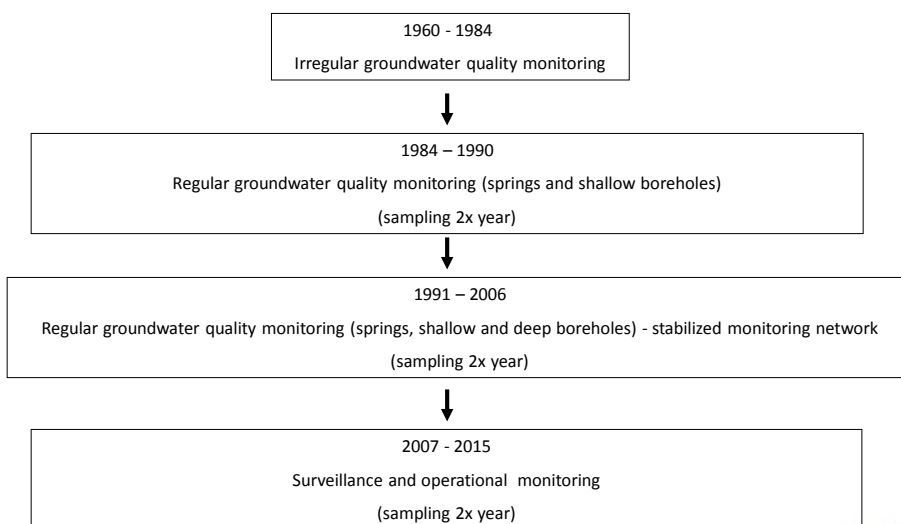 1960 - 1984
Irregular groundwater quality monitoring
1984 – 1990
Regular groundwater quality monitoring (springs and shallow boreholes)
(sampling 2x year)
1991 – 2006
Regular groundwater quality monitoring (springs, shallow and deep boreholes) - stabilized monitoring network
(sampling 2x year)
2007 - 2015
Surveillance and operational  monitoring
(sampling 2x year)